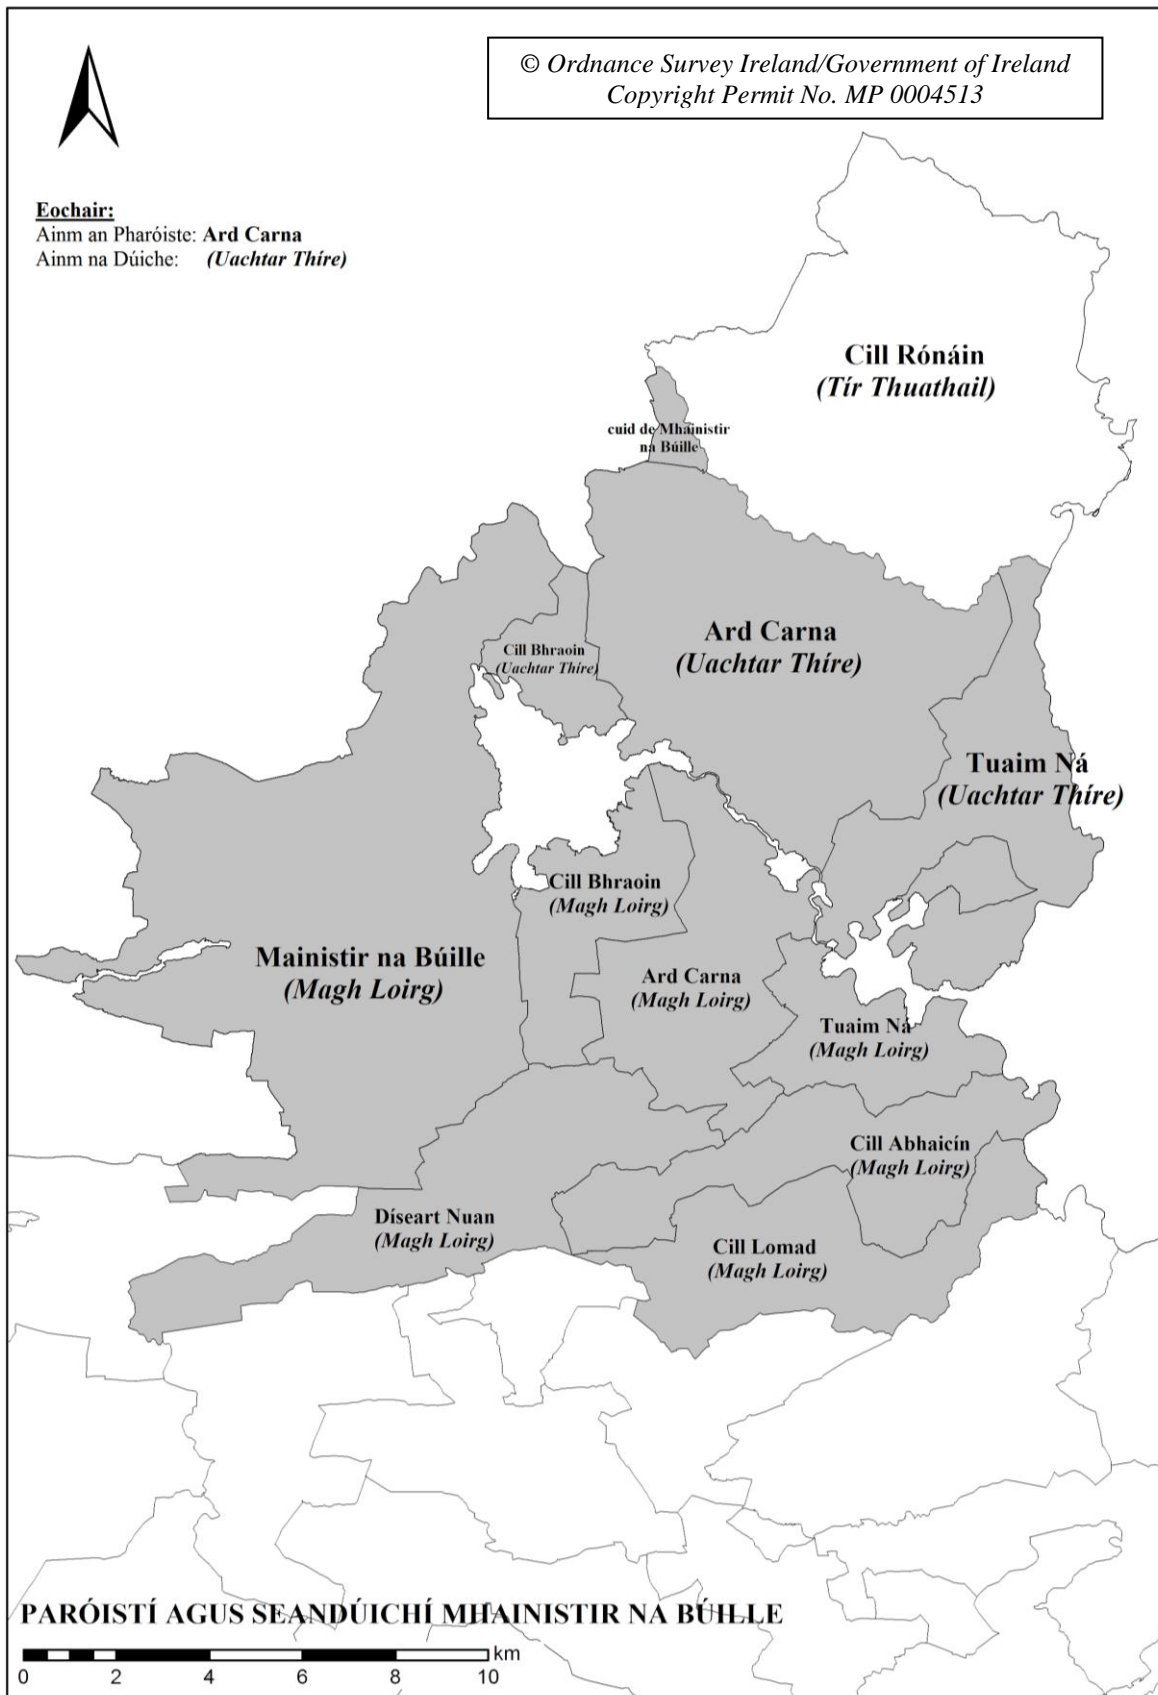 © Ordnance Survey Ireland/Government of Ireland
Copyright Permit No. MP 0004513
Eochair:
Ainm an Pharóiste: Ard Carna
Ainm na Dúiche: (Uachtar Thíre)
Cill Rónáin
(Tír Thuathail)
cuid de Mhainistir
na Búille
Ard Carna
(Uachtar Thíre)
Cill Bhraoin
(Uachtar Thíre)
Tuaim Ná
(Uachtar Thíre)
Cill Bhraoin
(Magh Loirg)
Mainistir na Búille
(Magh Loirg)
Ard Carna
(Magh Loirg)
Tuaim Ná
(Magh Loirg)
Cill Abhaicín
(Magh Loirg)
Díseart Nuan
(Magh Loirg)
Cill Lomad
(Magh Loirg)
PARÓISTÍ AGUS SEANDÚICHÍ MHAINISTIR NA BÚILLE
km
0 2 4 6 8 10